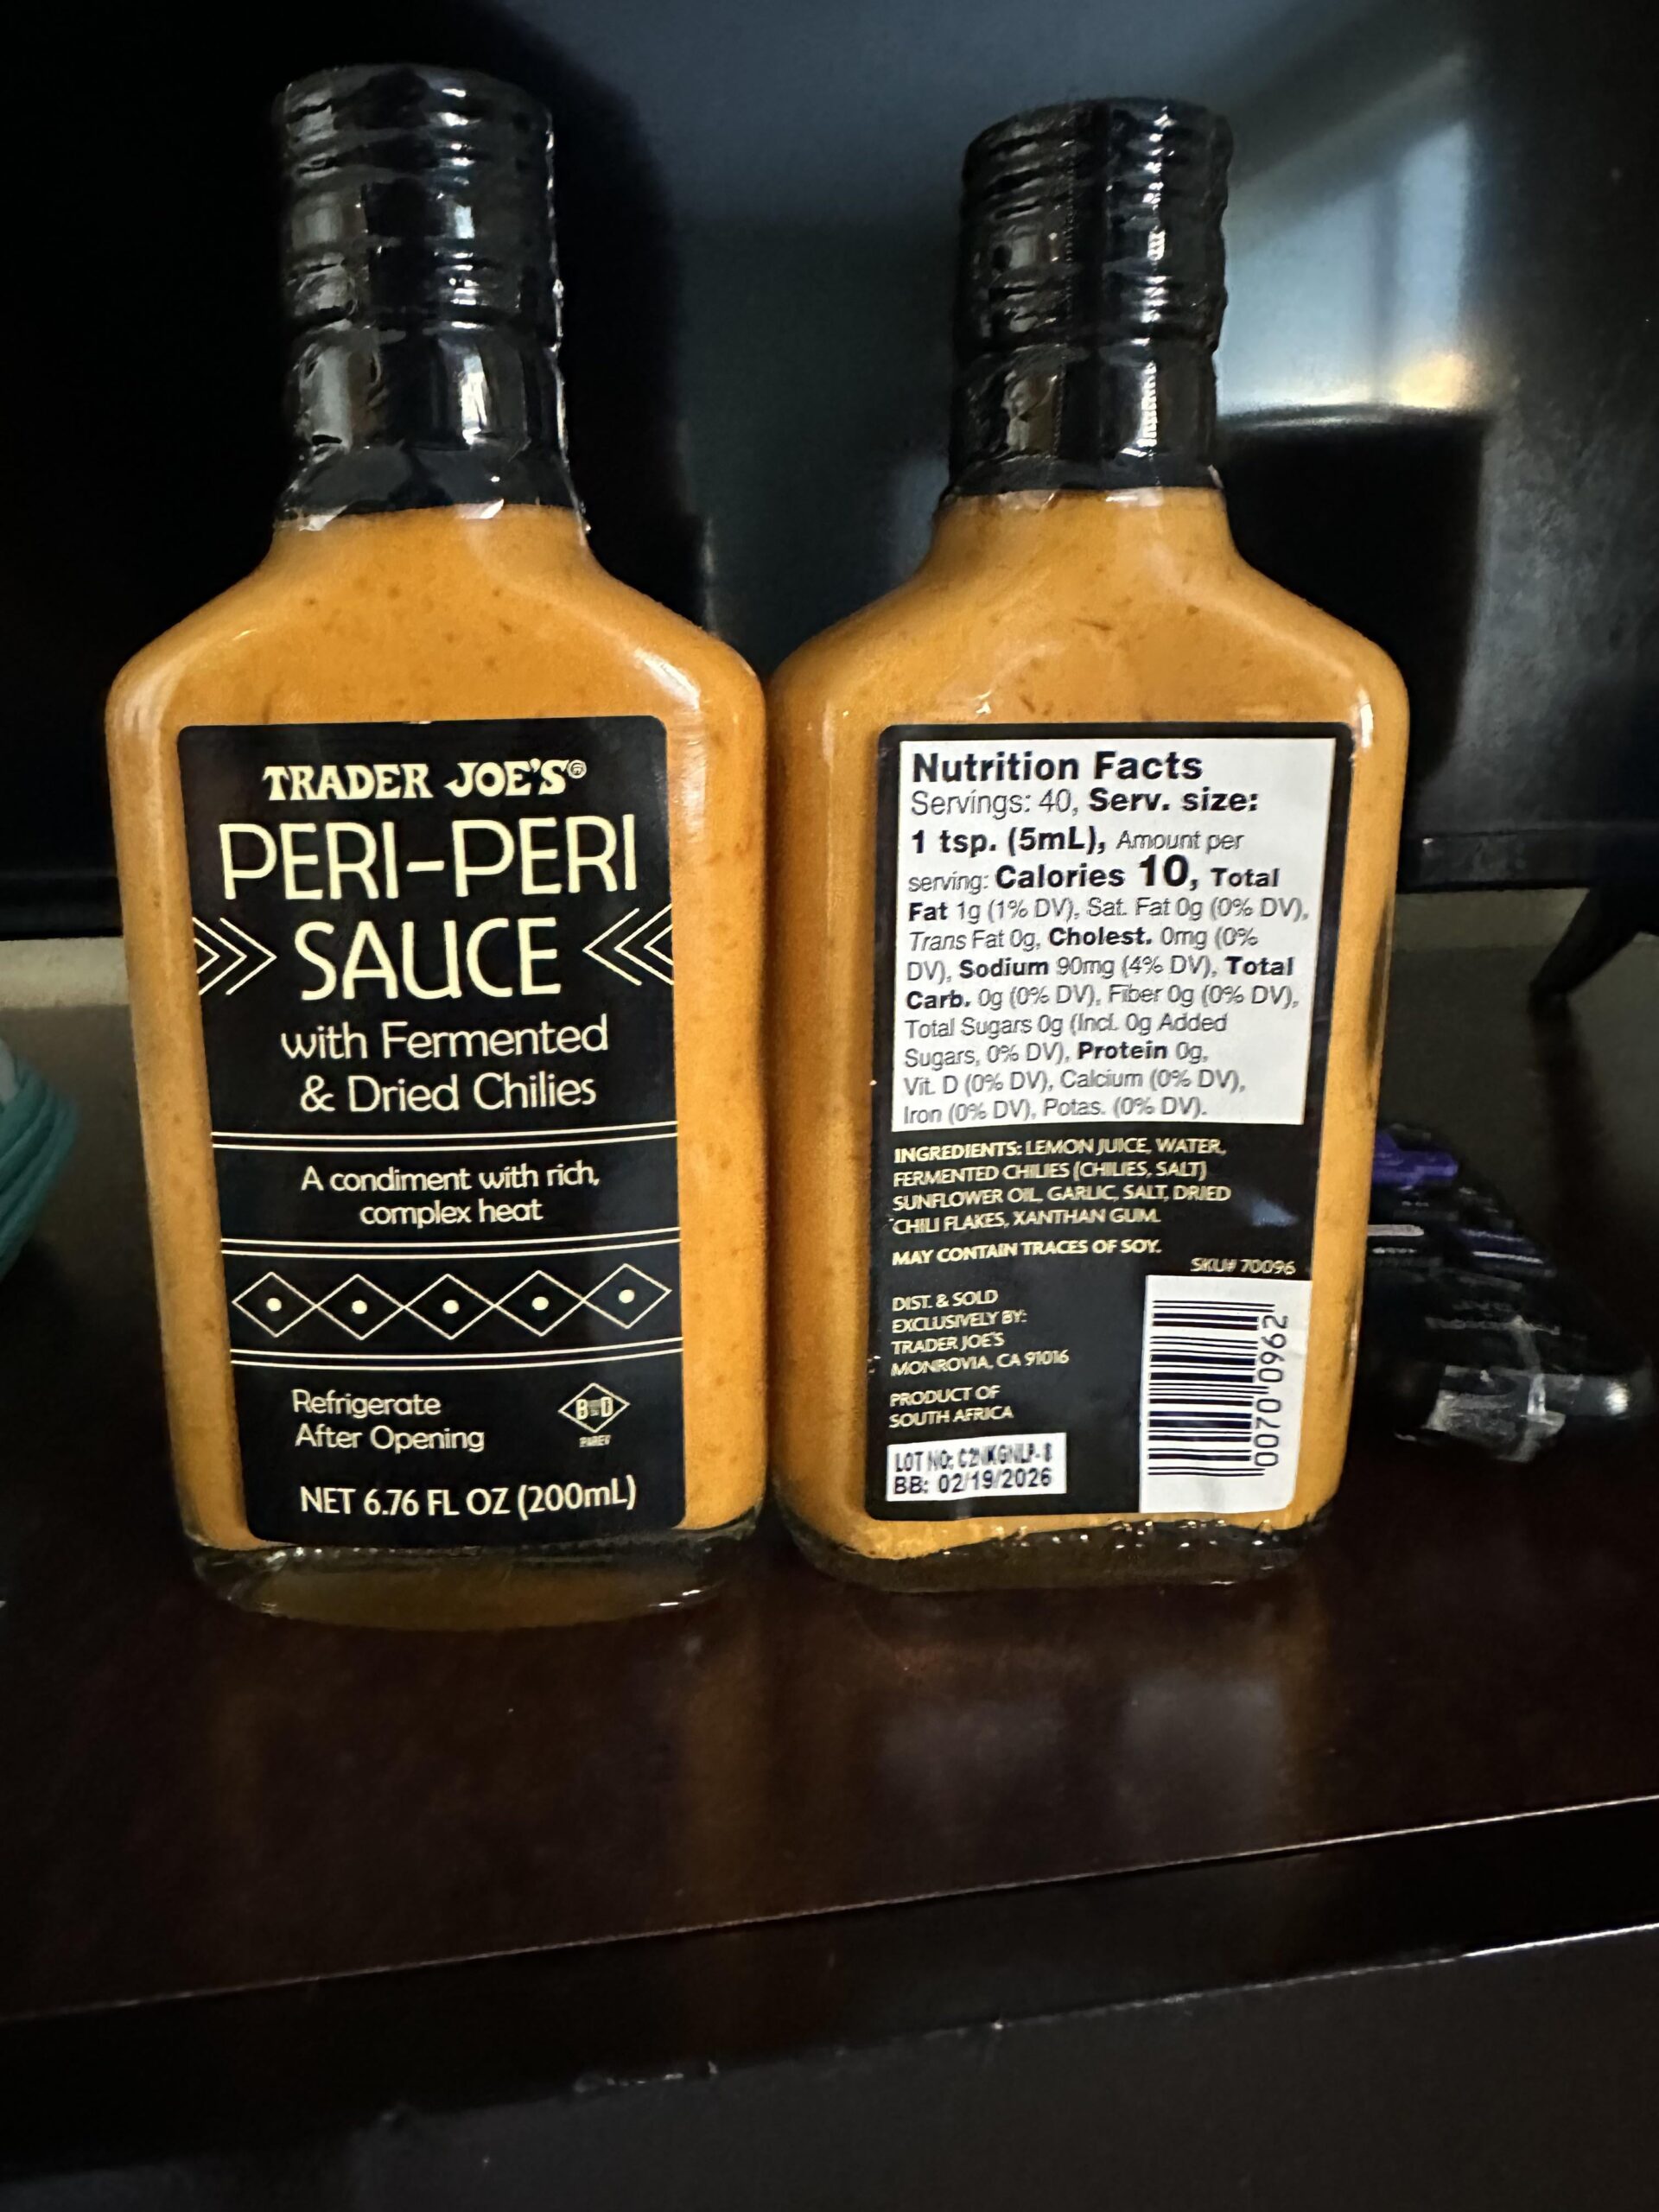 TRADER JOE'S®
PERI-PERI
SAUCE
with Fermented
& Dried Chilies
A condiment with rich,
complex heat
Refrigerate
After Opening
PAREV
NET 6.76 FL OZ (200mL)
Nutrition Facts
Servings: 40, Serv. size:
1 tsp. (5mL), Amount per
serving: Calories 10, Total
Fat 1g (1% DV), Sat. Fat 0g (0% DV),
Trans Fat 0g, Cholest. 0mg (0%
DV), Sodium 90mg (4% DV), Total
Carb. 0g (0% DV), Fiber 0g (0% DV),
Total Sugars 0g (Incl. 0g Added
Sugars, 0% DV), Protein 0g,
Vit. D (0% DV), Calcium (0% DV),
Iron (0% DV), Potas. (0% DV).
INGREDIENTS: LEMON JUICE, WATER,
FERMENTED CHILIES (CHILIES, SALT)
SUNFLOWER OIL, GARLIC, SALT, DRIED
CHILI FLAKES, XANTHAN GUM.
MAY CONTAIN TRACES OF SOY.
SKU# 70096
DIST. & SOLD
EXCLUSIVELY BY:
TRADER JOE'S
MONROVIA, CA 91016
PRODUCT OF
SOUTH AFRICA
LOT NO:
BB: 02/19/2026
0070 0962